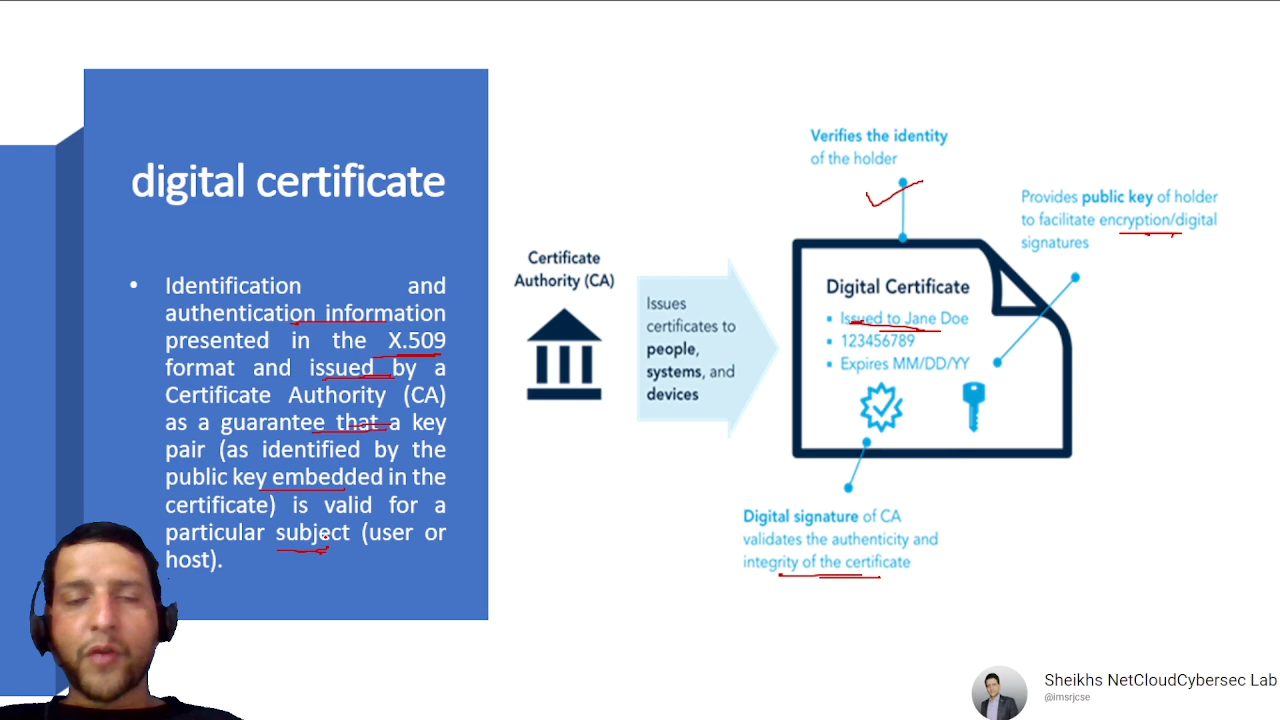 digital certificate
• Identification and
authentication information
presented in the X.509
format and issued by a
Certificate Authority (CA)
as a guarantee that a key
pair (as identified by the
public key embedded in the
certificate) is valid for a
particular subject (user or
host).
Certificate
Authority (CA)
Issues
certificates to
people,
systems, and
devices
Verifies the identity
of the holder
Provides public key of holder
to facilitate encryption/digital
signatures
Digital Certificate
▪ Issued to Jane Doe
▪ 123456789
▪ Expires MM/DD/YY
Digital signature of CA
validates the authenticity and
integrity of the certificate
Sheikhs NetCloudCybersec Lab
@imsrjcse